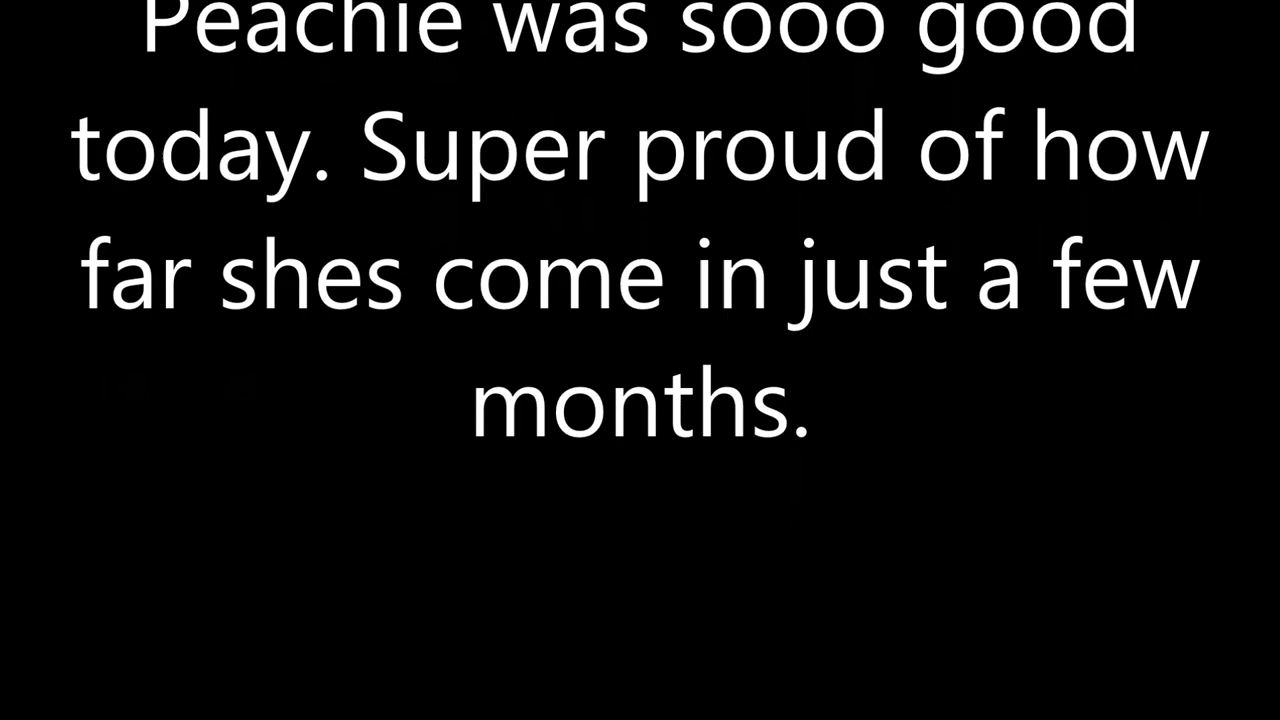 Peachie was sooo good
today. Super proud of how
far shes come in just a few
months.